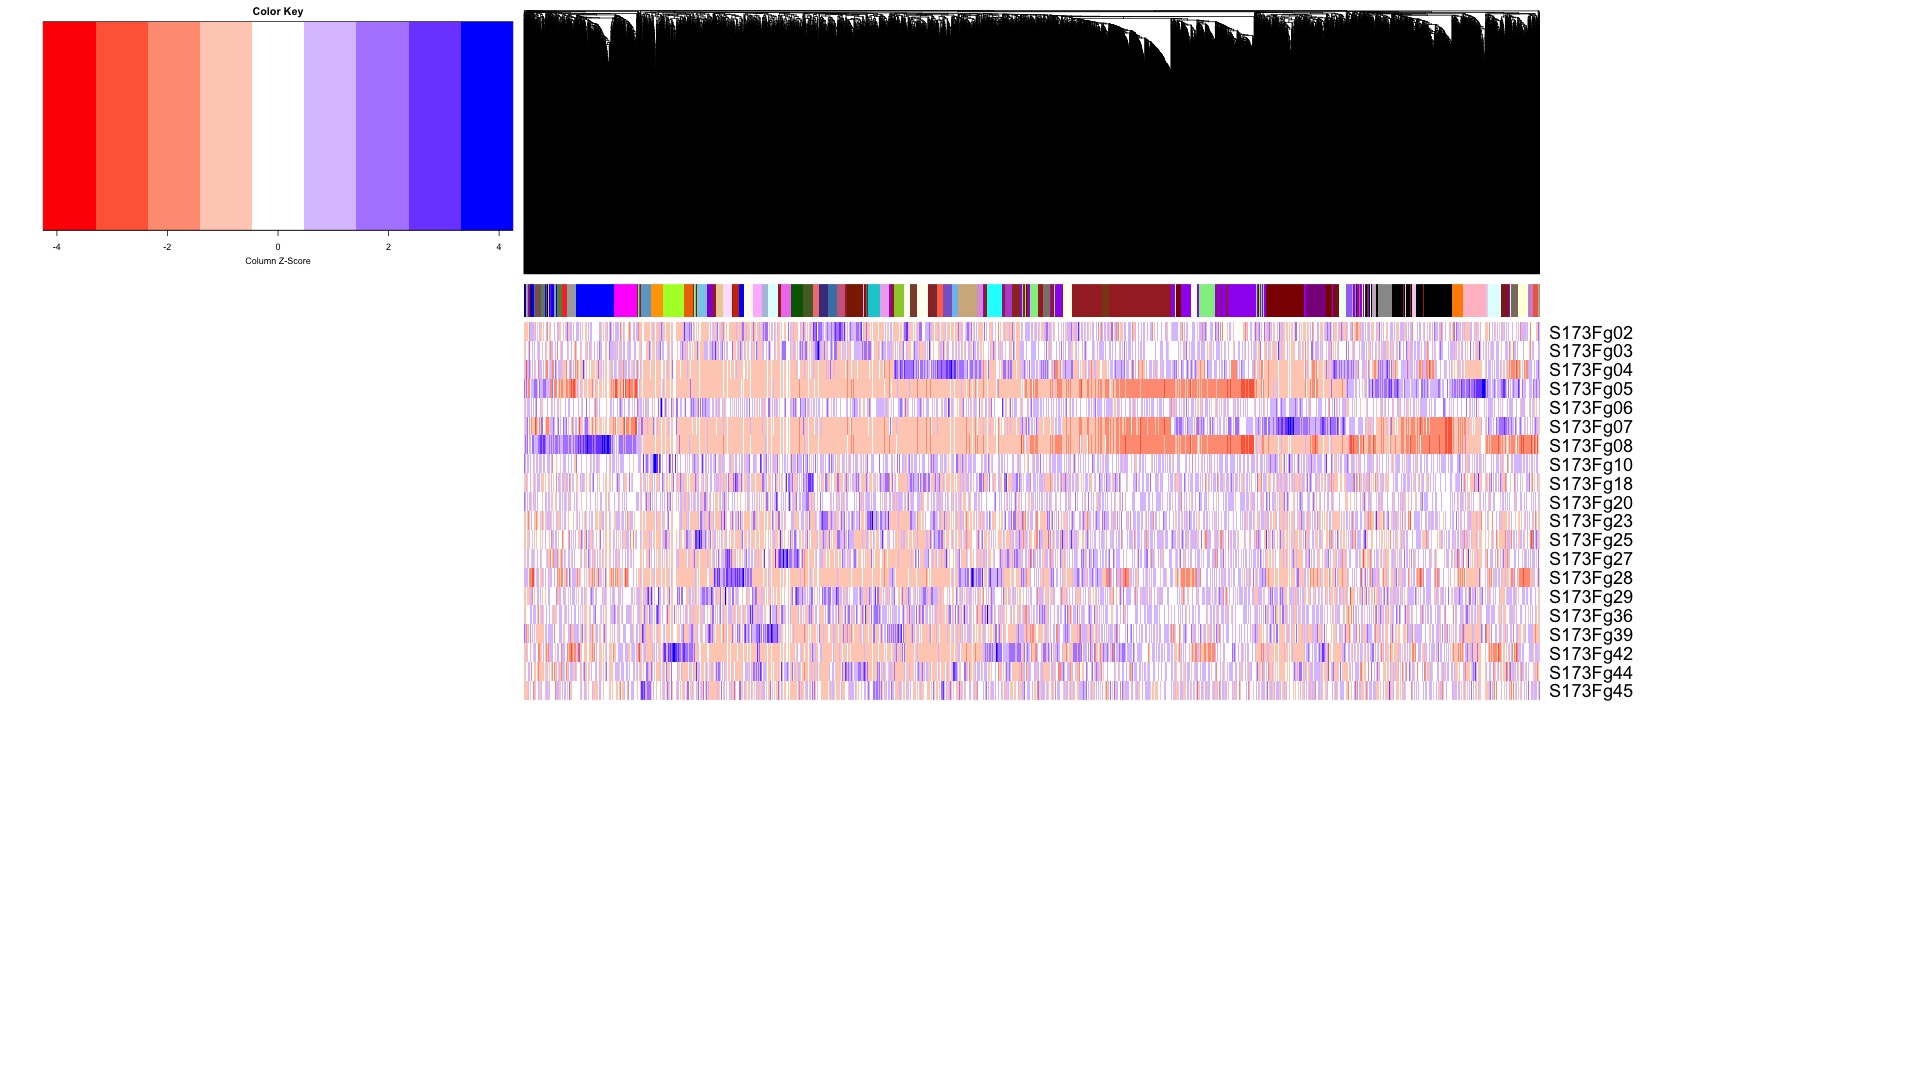 Color Key
-4 -2 0 2 4
Column Z-Score
S173Fg02
S173Fg03
S173Fg04
S173Fg05
S173Fg06
S173Fg07
S173Fg08
S173Fg10
S173Fg18
S173Fg20
S173Fg23
S173Fg25
S173Fg27
S173Fg28
S173Fg29
S173Fg36
S173Fg39
S173Fg42
S173Fg44
S173Fg45